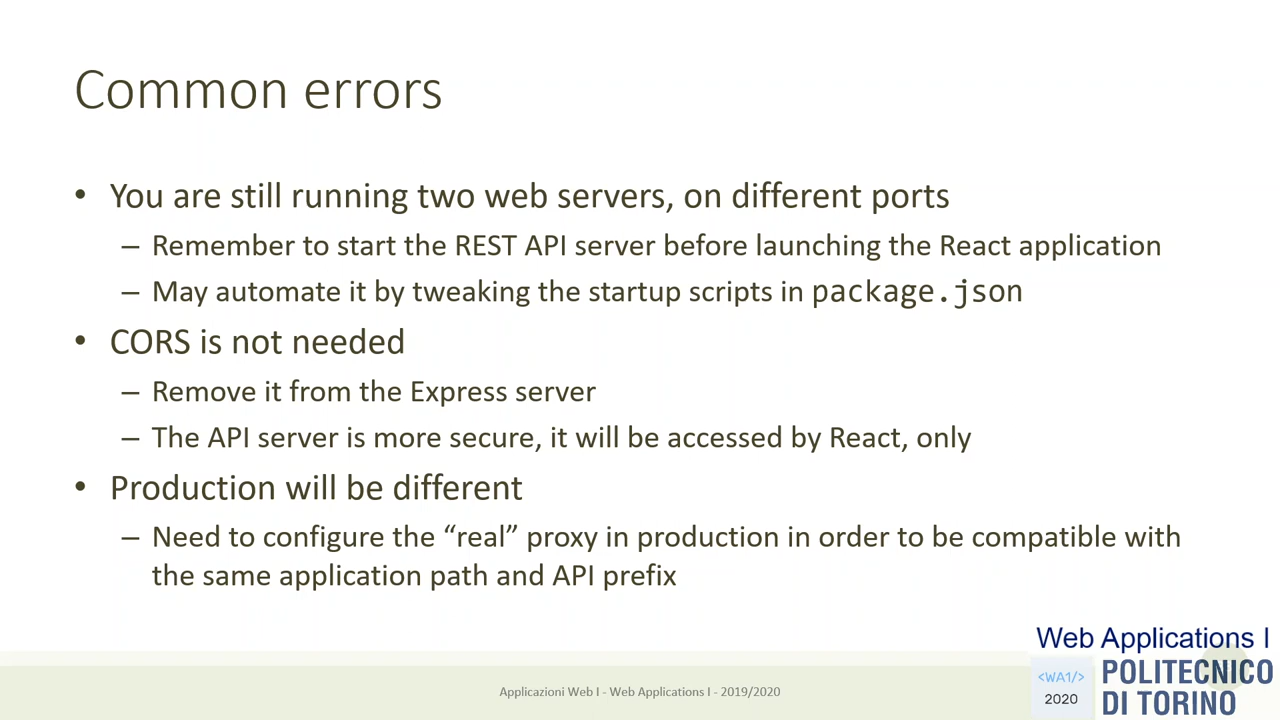 Common errors
• You are still running two web servers, on different ports
– Remember to start the REST API server before launching the React application
– May automate it by tweaking the startup scripts in package.json
• CORS is not needed
– Remove it from the Express server
– The API server is more secure, it will be accessed by React, only
• Production will be different
– Need to configure the “real” proxy in production in order to be compatible with
the same application path and API prefix
Applicazioni Web I - Web Applications I - 2019/2020
Web Applications I
<WA1/>
2020
POLITECNICO
DI TORINO